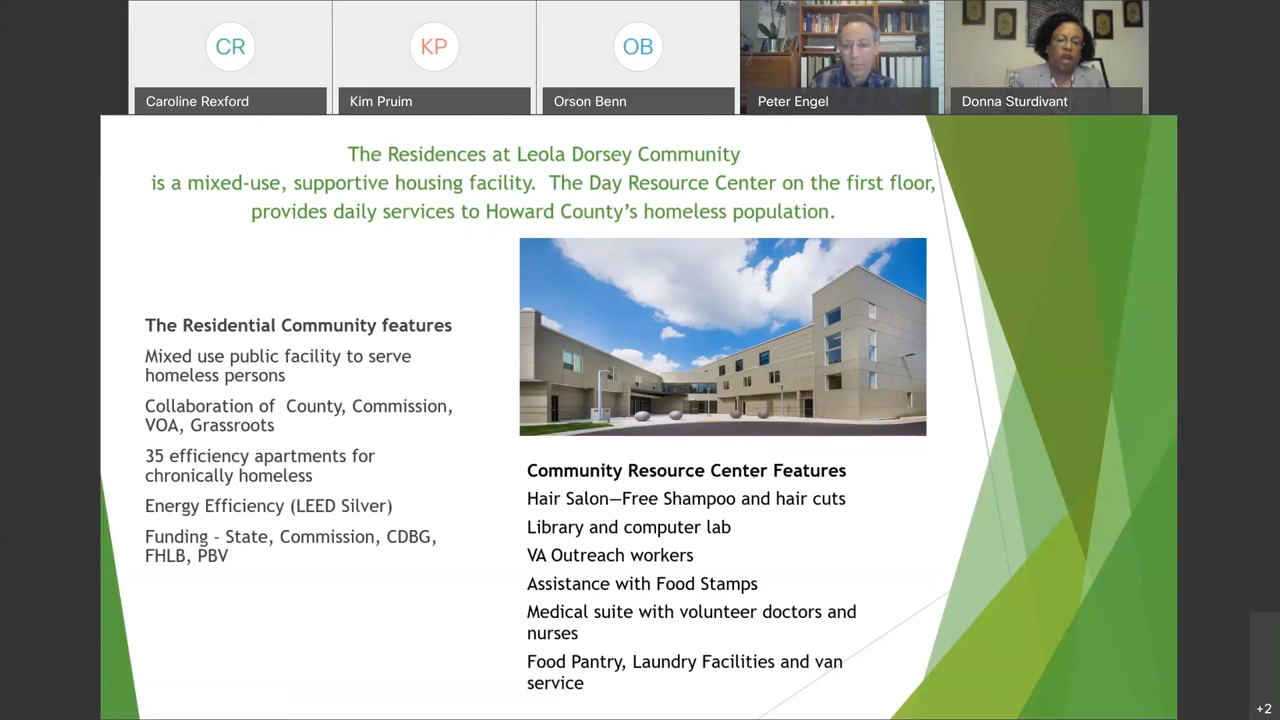 CR
KP
OB
Caroline Rexford
Kim Pruim
Orson Benn
Peter Engel
Donna Sturdivant
The Residences at Leola Dorsey Community
is a mixed-use, supportive housing facility.  The Day Resource Center on the first floor,
provides daily services to Howard County’s homeless population.
The Residential Community features
Mixed use public facility to serve
homeless persons
Collaboration of  County, Commission,
VOA, Grassroots
35 efficiency apartments for
chronically homeless
Energy Efficiency (LEED Silver)
Funding – State, Commission, CDBG,
FHLB, PBV
Community Resource Center Features
Hair Salon—Free Shampoo and hair cuts
Library and computer lab
VA Outreach workers
Assistance with Food Stamps
Medical suite with volunteer doctors and
nurses
Food Pantry, Laundry Facilities and van
service
+2